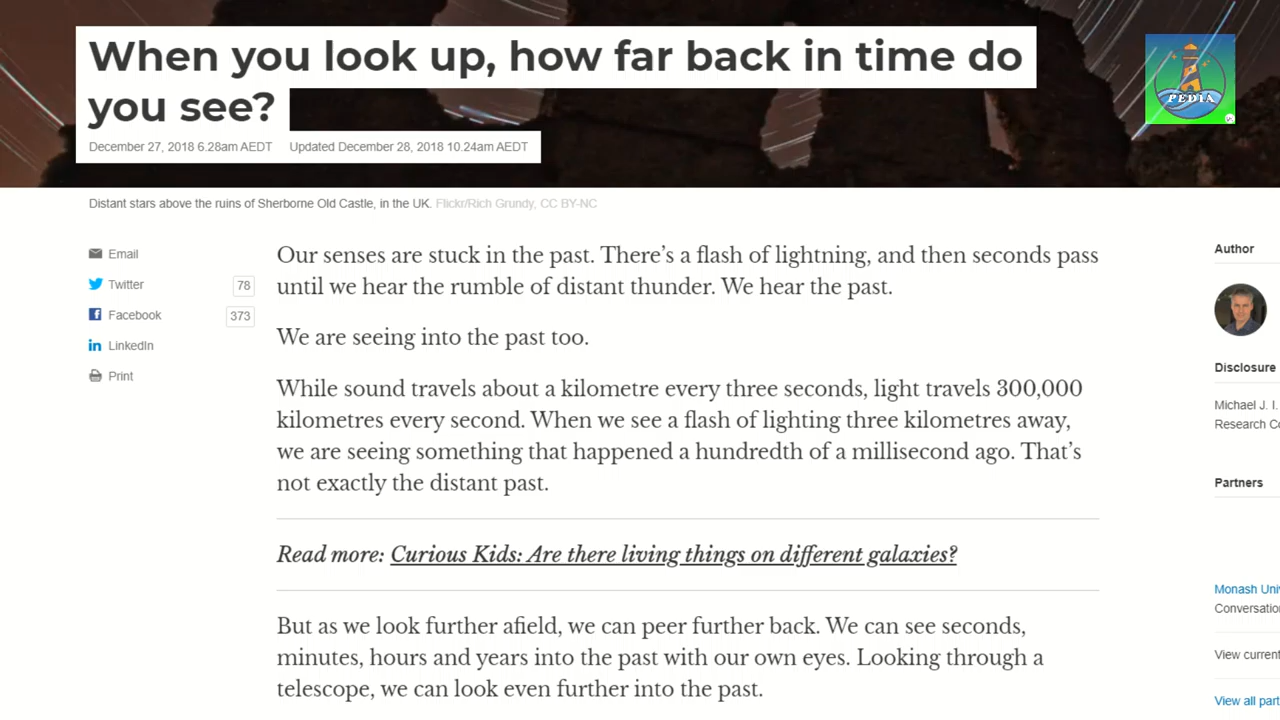 When you look up, how far back in time do
you see?
PEDIA
December 27, 2018 6.28am AEDT Updated December 28, 2018 10.24am AEDT
Distant stars above the ruins of Sherborne Old Castle, in the UK. Flickr/Rich Grundy, CC BY-NC
Email
Twitter 78
Facebook 373
LinkedIn
Print
Our senses are stuck in the past. There's a flash of lightning, and then seconds pass
until we hear the rumble of distant thunder. We hear the past.
We are seeing into the past too.
While sound travels about a kilometre every three seconds, light travels 300,000
kilometres every second. When we see a flash of lighting three kilometres away,
we are seeing something that happened a hundredth of a millisecond ago. That's
not exactly the distant past.
Read more: Curious Kids: Are there living things on different galaxies?
But as we look further afield, we can peer further back. We can see seconds,
minutes, hours and years into the past with our own eyes. Looking through a
telescope, we can look even further into the past.
Author
Disclosure
Michael J. I.
Research
Partners
Monash
View
View all